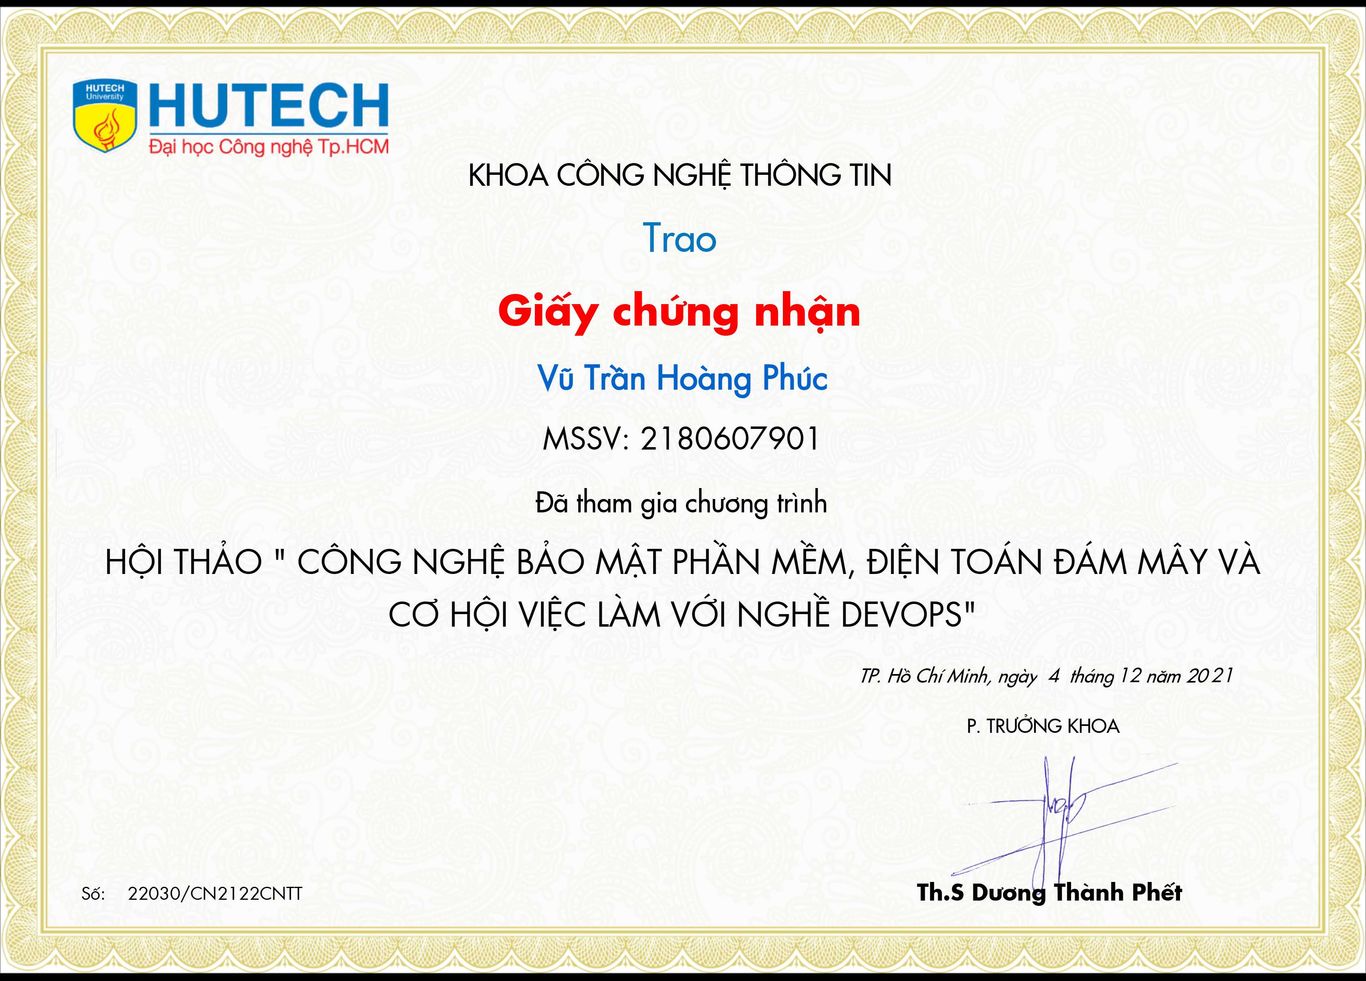 HUTECH
University
HUTECH
Đại học Công nghệ Tp.HCM
KHOA CÔNG NGHỆ THÔNG TIN
Trao
Giấy chứng nhận
Vũ Trần Hoàng Phúc
MSSV: 2180607901
Đã tham gia chương trình
HỘI THẢO " CÔNG NGHỆ BẢO MẬT PHẦN MỀM, ĐIỆN TOÁN ĐÁM MÂY VÀ
CƠ HỘI VIỆC LÀM VỚI NGHỀ DEVOPS"
TP. Hồ Chí Minh, ngày 4 tháng 12 năm 2021
P. TRƯỞNG KHOA
Th.S Dương Thành Phết
Số: 22030/CN2122CNTT